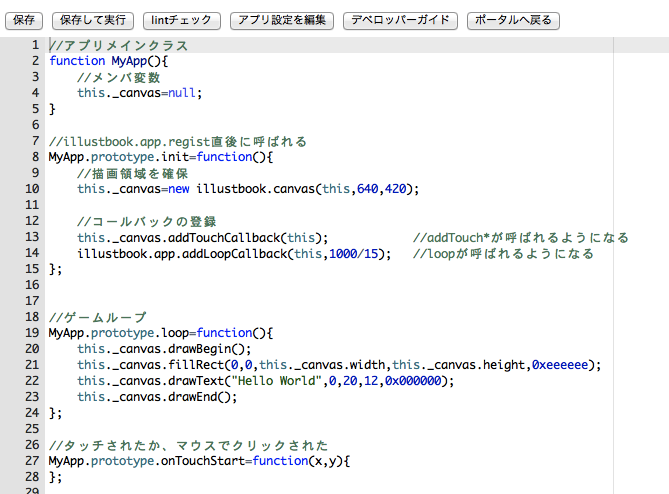 保存 保存して実行 lintチェック アプリ設定を編集 デベロッパーガイド ポータルへ戻る
1 //アプリメインクラス
2 function MyApp(){
3 //メンバ変数
4 this._canvas=null;
5 }
6
7 //illustbook.app.regist直後に呼ばれる
8 MyApp.prototype.init=function(){
9 //描画領域を確保
10 this._canvas=new illustbook.canvas(this,640,420);
11
12 //コールバックの登録
13 this._canvas.addTouchCallback(this); //addTouch*が呼ばれるようになる
14 illustbook.app.addLoopCallback(this,1000/15); //loopが呼ばれるようになる
15 };
16
17
18 //ゲームループ
19 MyApp.prototype.loop=function(){
20 this._canvas.drawBegin();
21 this._canvas.fillRect(0,0,this._canvas.width,this._canvas.height,0xeeeeee);
22 this._canvas.drawText("Hello World",0,20,12,0x000000);
23 this._canvas.drawEnd();
24 };
25
26 //タッチされたか、マウスでクリックされた
27 MyApp.prototype.onTouchStart=function(x,y){
28 };
29